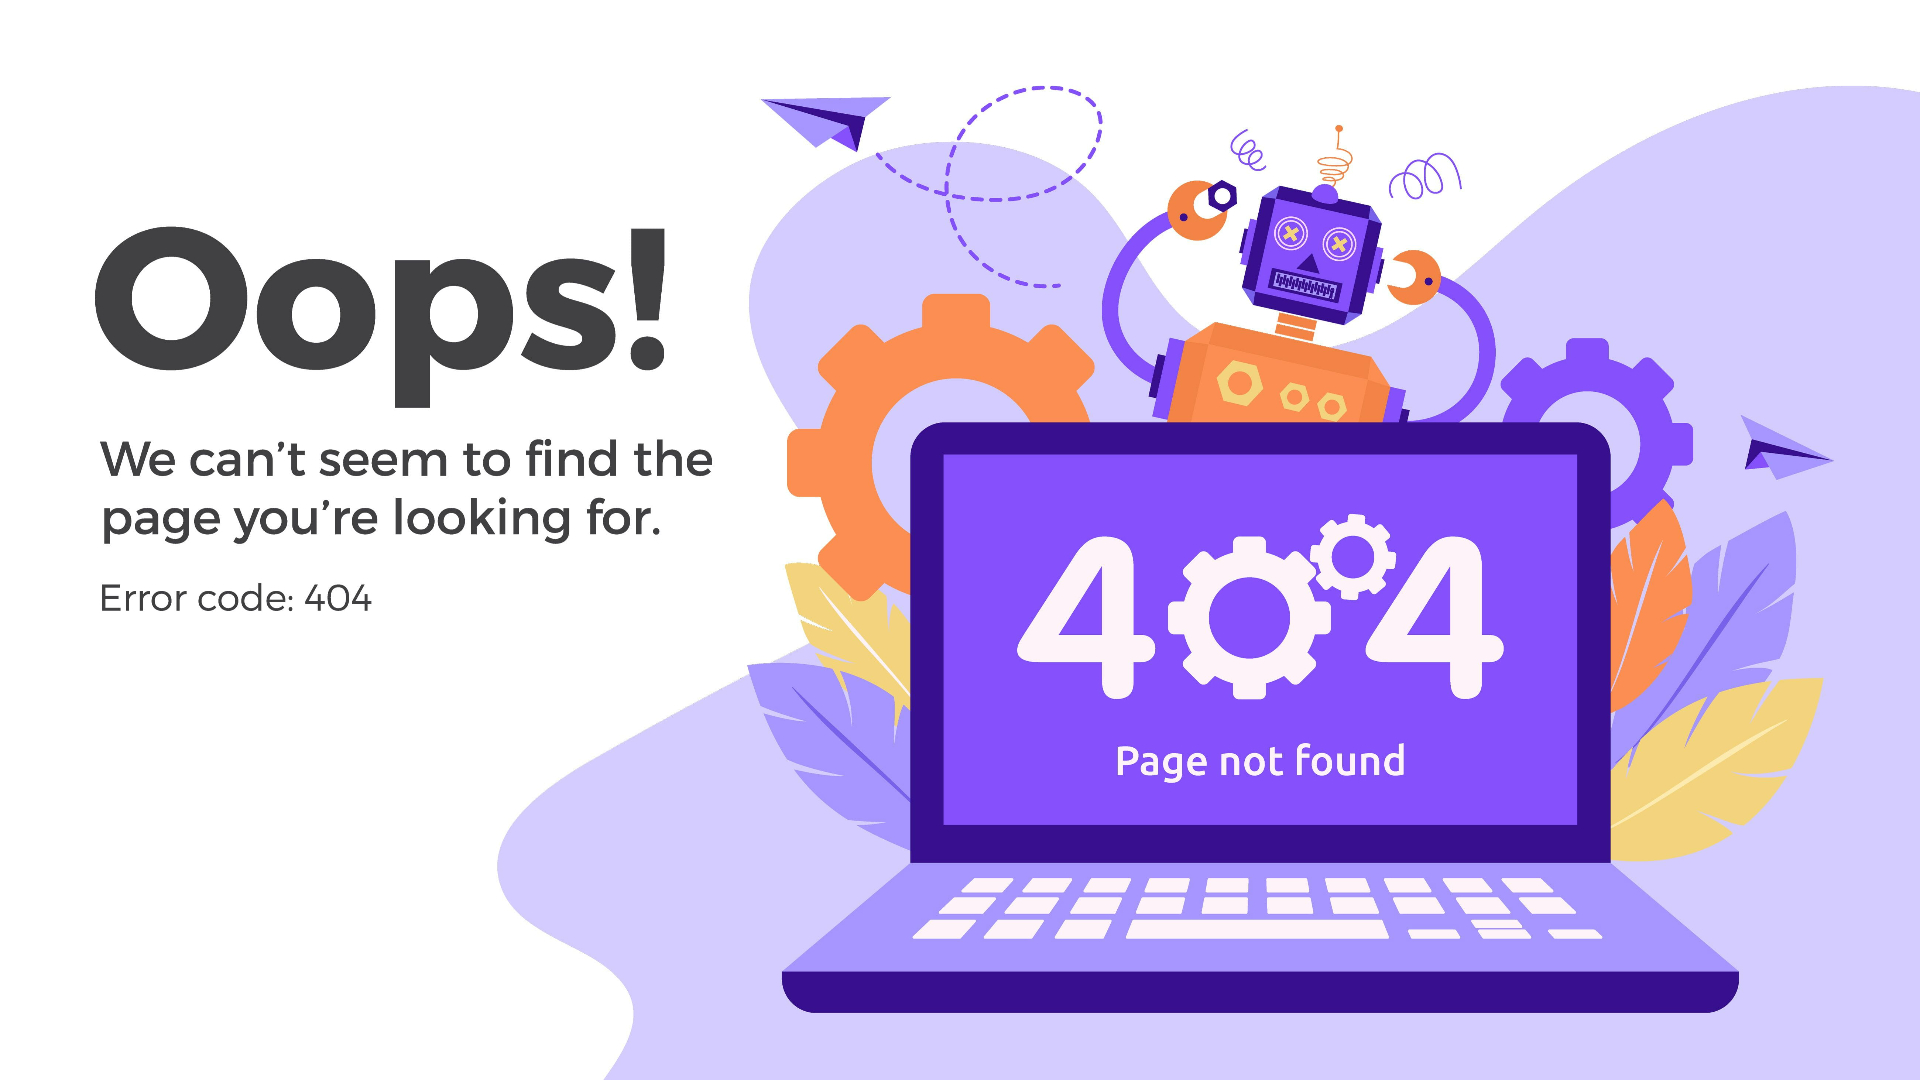 Oops!
We can’t seem to find the
page you’re looking for.
Error code: 404
404
Page not found